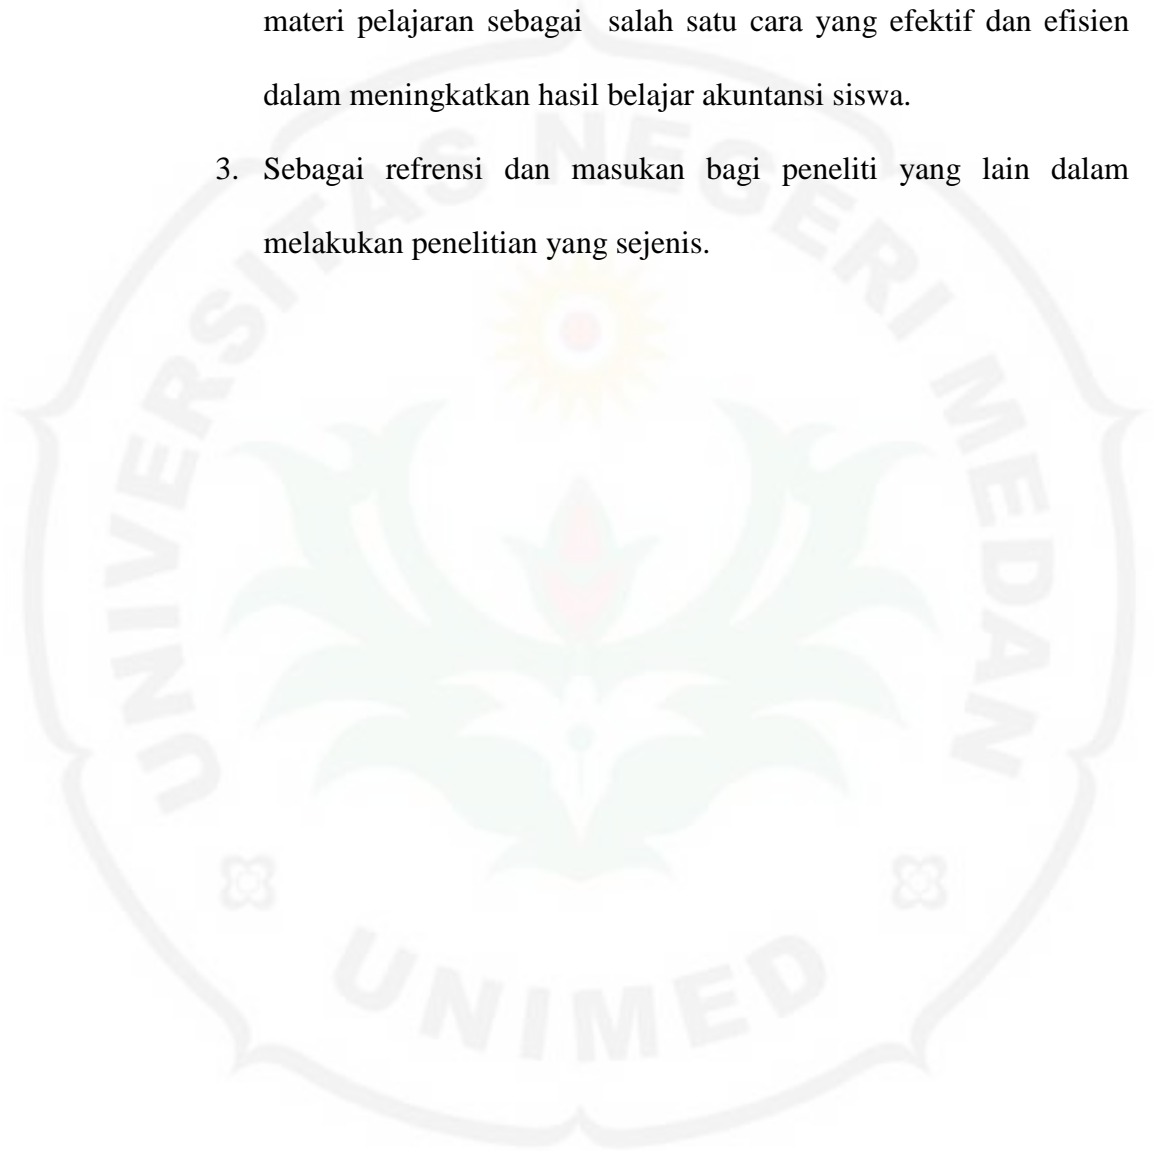 materi pelajaran sebagai salah satu cara yang efektif dan efisien
dalam meningkatkan hasil belajar akuntansi siswa.
3. Sebagai refrensi dan masukan bagi peneliti yang lain dalam
melakukan penelitian yang sejenis.
UNIVERSITAS NEGERI MEDAN
UNIMED